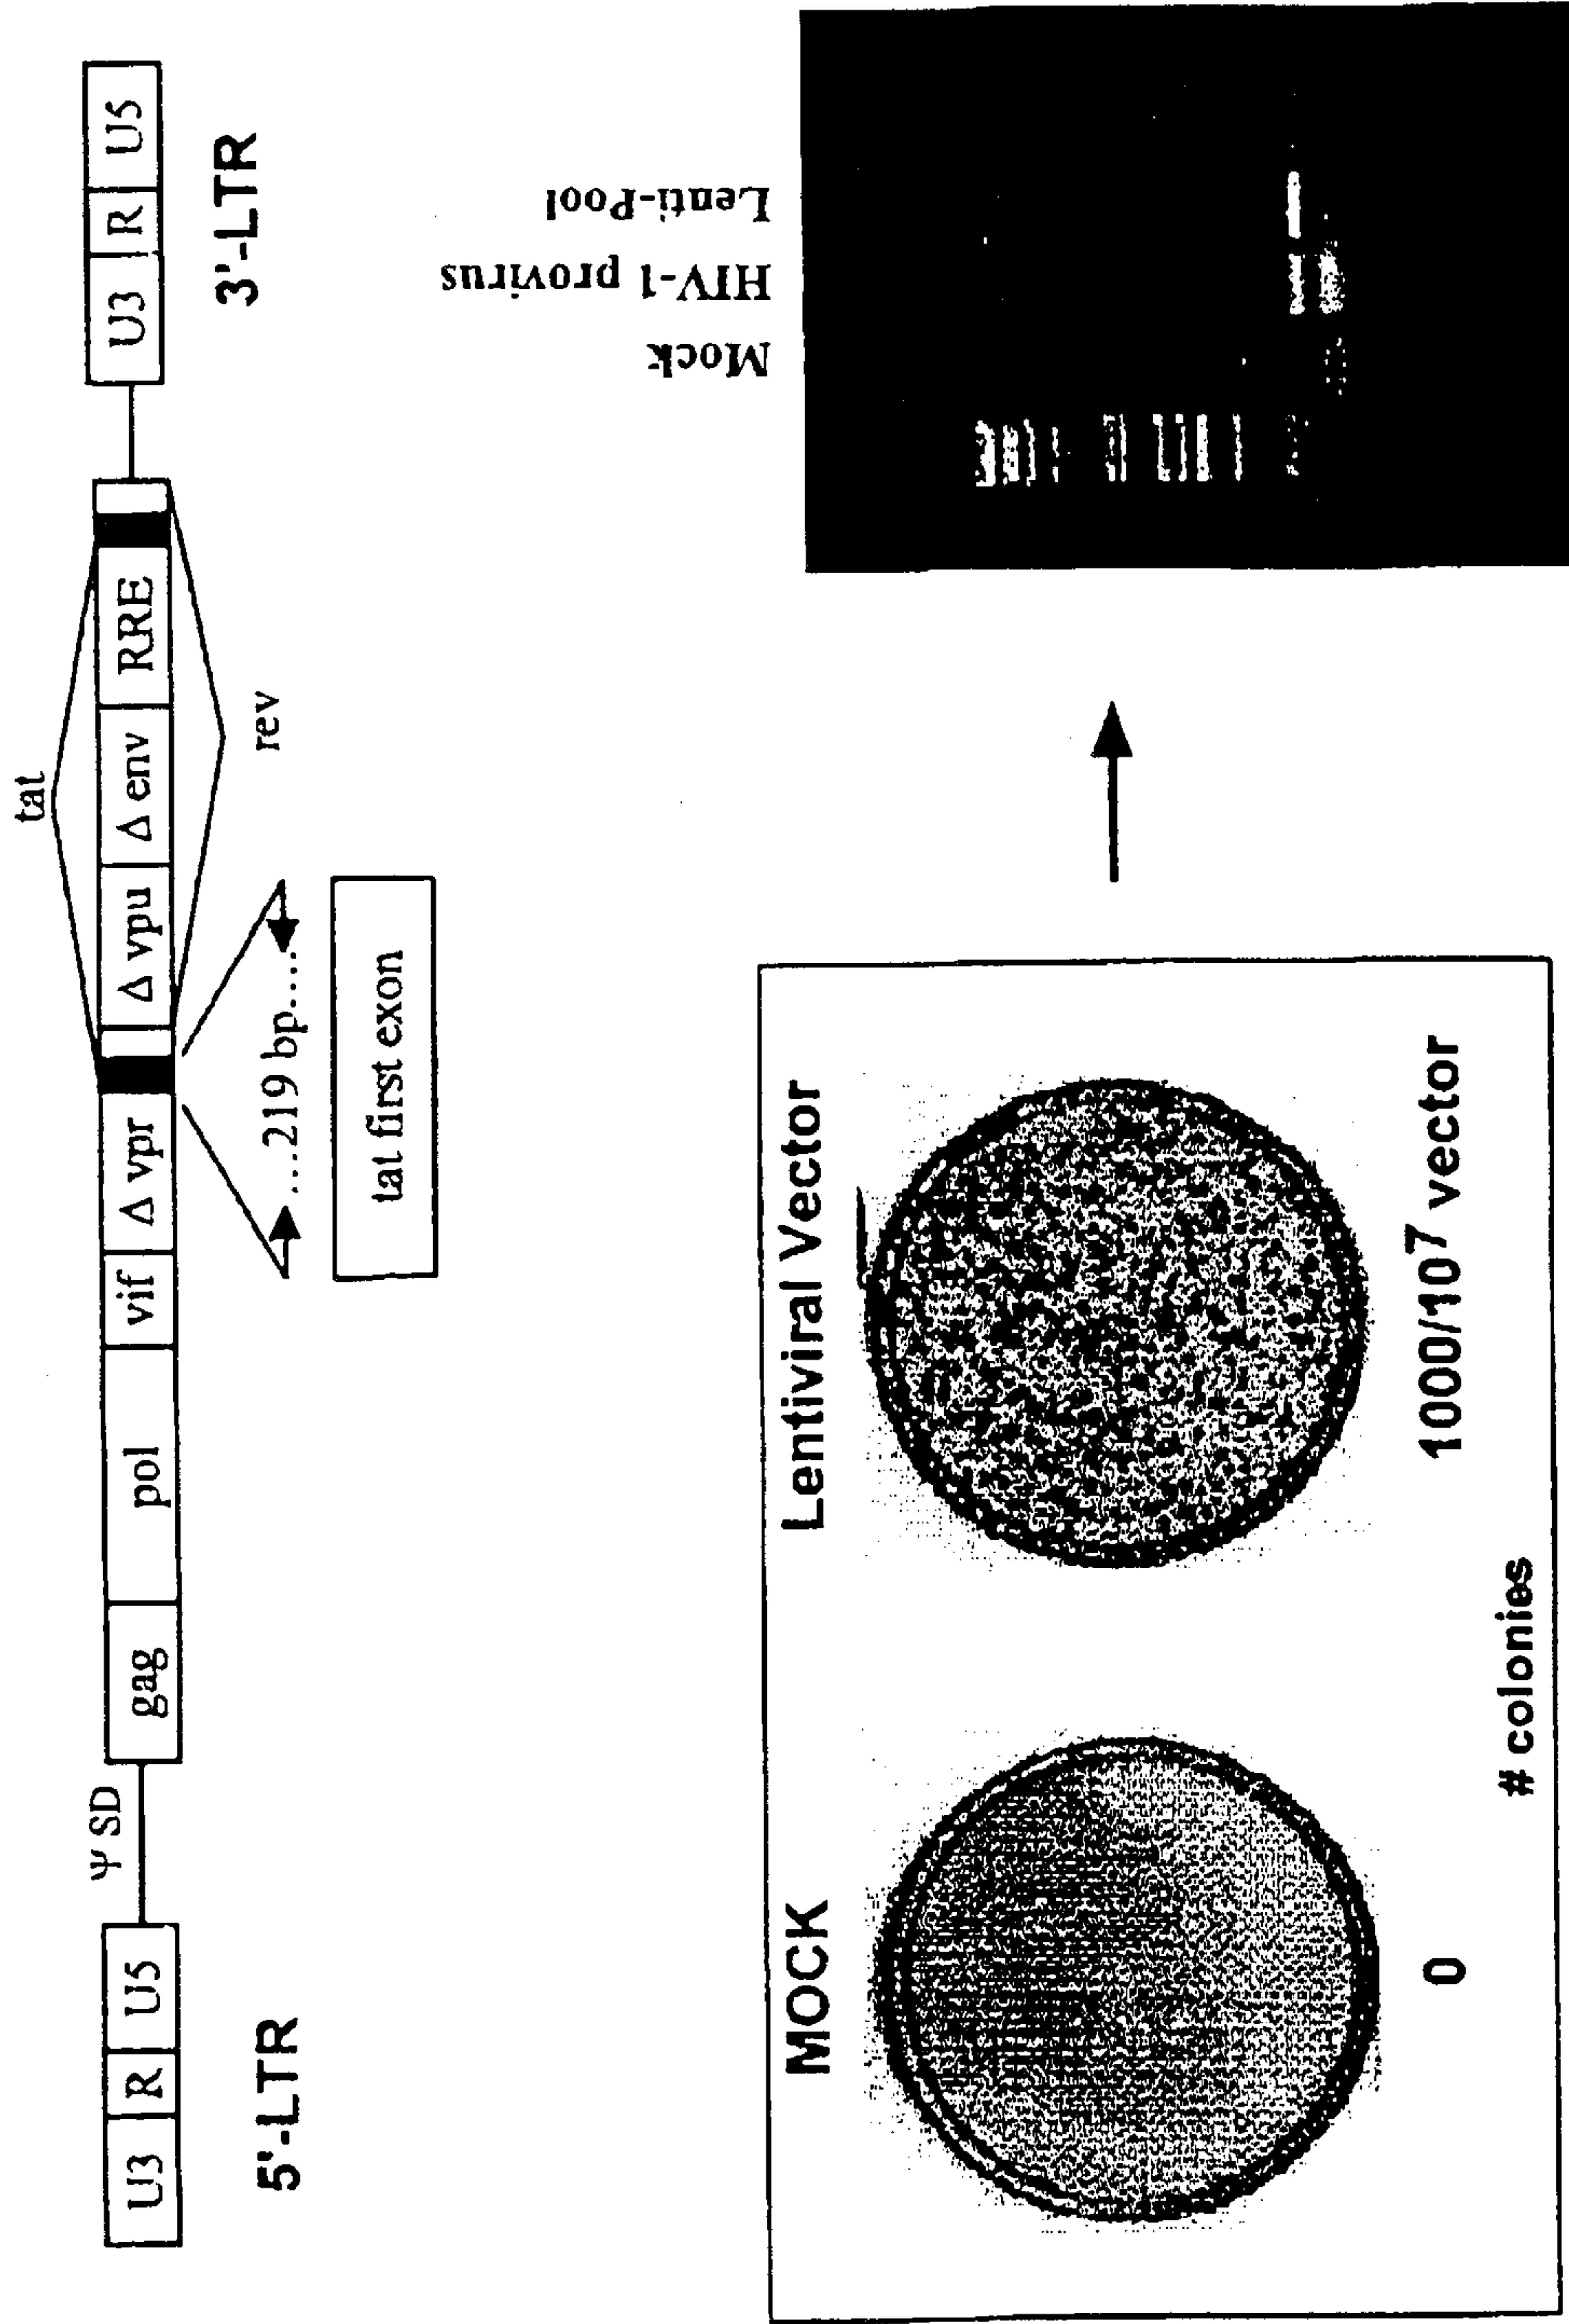 tat
Ψ SD
U3 R U5 gag pol vif Δ vpr Δ vpu Δ env RRE U3 R U5
5'-LTR
3'-LTR
rev
....219 bp.....
tat first exon
MOCK
Lentiviral Vector
0
1000/10⁷ vector
# colonies
Mock
HIV-1 provirus
Lenti-Pool